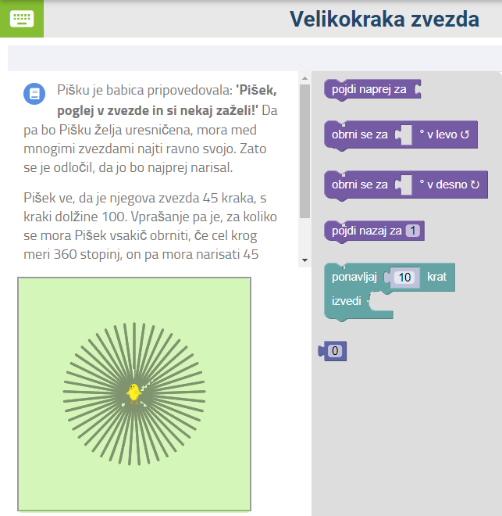 Velikokraka zvezda
Pišku je babica pripovedovala: 'Pišek,
poglej v zvezde in si nekaj zaželi!' Da
pa bo Pišku želja uresničena, mora med
mnogimi zvezdami najti ravno svojo. Zato
se je odločil, da jo bo najprej narisal.
Pišek ve, da je njegova zvezda 45 kraka, s
kraki dolžine 100. Vprašanje pa je, za koliko
se mora Pišek vsakič obrniti, če cel krog
meri 360 stopinj, on pa mora narisati 45
pojdi naprej za
obrni se za ° v levo ↺
obrni se za ° v desno ↻
pojdi nazaj za 1
ponavljaj 10 krat
izvedi
0